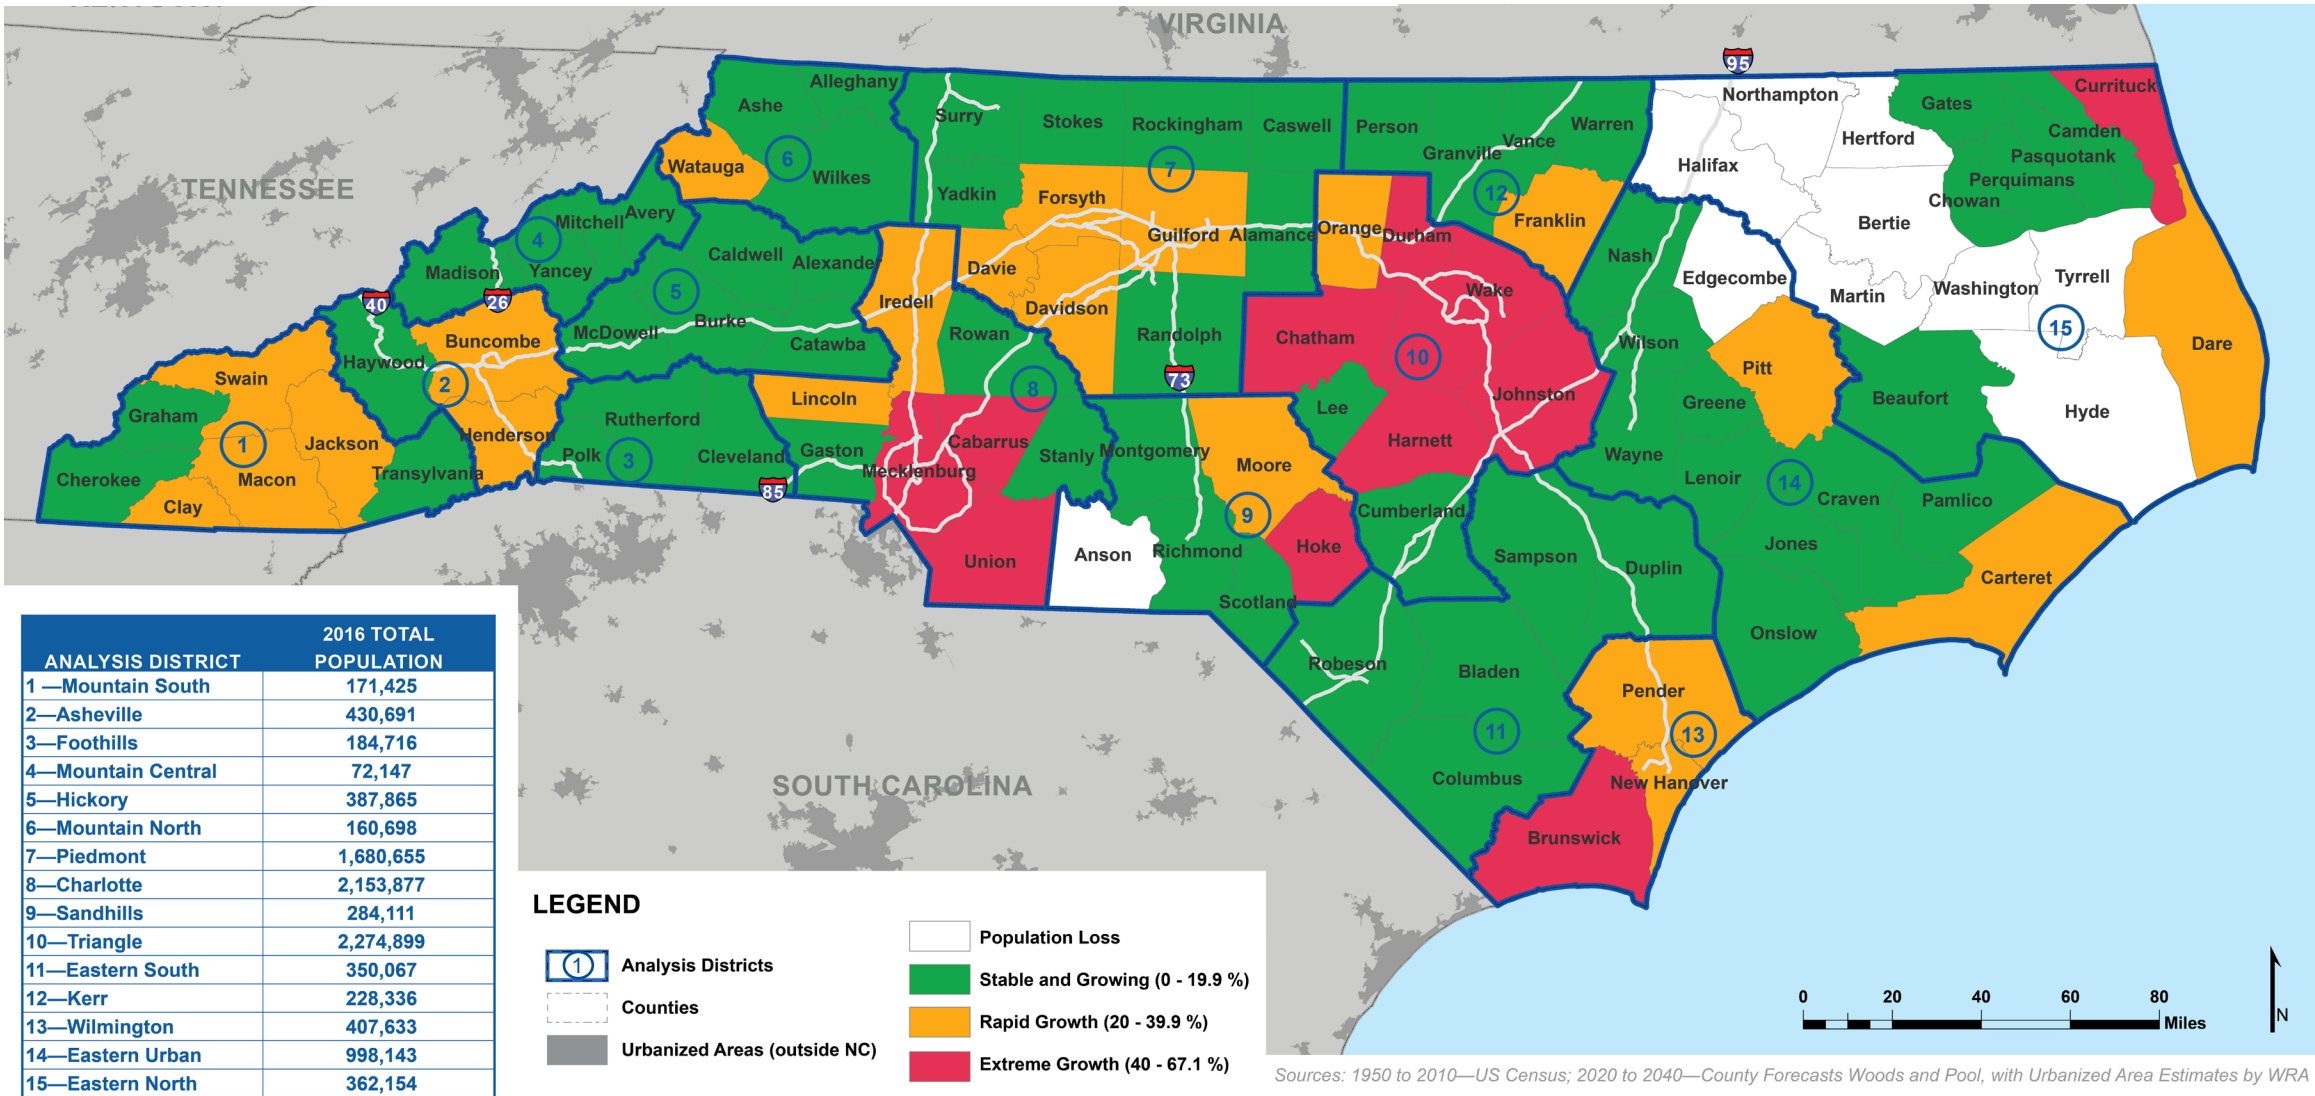 VIRGINIA
95
Alleghany
Currituck
Ashe
Northampton
Gates
Surry
Stokes
Rockingham
Caswell
Person
Warren
Hertford
Camden
Vance
Granville
Pasquotank
Watauga
6
Wilkes
7
Halifax
Perquimans
TENNESSEE
Yadkin
Forsyth
12
Chowan
Mitchell
Avery
Franklin
Bertie
4
Guilford
Alamance
Orange
Durham
Madison
Yancey
Caldwell
Alexander
Davie
Nash
Edgecombe
Tyrrell
40
26
5
Iredell
Davidson
Wake
Martin
Washington
Buncombe
McDowell
Burke
Rowan
Randolph
Chatham
10
Wilson
15
Haywood
Catawba
Dare
Swain
2
73
Pitt
Graham
Lincoln
8
Lee
Johnston
Greene
Beaufort
Hyde
1
Jackson
Henderson
Rutherford
Harnett
Cherokee
Macon
Transylvania
Polk
3
Cleveland
Gaston
Cabarrus
Stanly
Montgomery
Moore
Wayne
Mecklenburg
Lenoir
14
Craven
Pamlico
Clay
85
9
Cumberland
Union
Anson
Richmond
Hoke
Sampson
Duplin
Jones
Carteret
Scotland
Onslow
Robeson
Bladen
Pender
11
13
SOUTH CAROLINA
Columbus
New Hanover
Brunswick
2016 TOTAL
ANALYSIS DISTRICT POPULATION
1 —Mountain South 171,425
2—Asheville 430,691
3—Foothills 184,716
4—Mountain Central 72,147
5—Hickory 387,865
6—Mountain North 160,698
7—Piedmont 1,680,655
8—Charlotte 2,153,877
9—Sandhills 284,111
10—Triangle 2,274,899
11—Eastern South 350,067
12—Kerr 228,336
13—Wilmington 407,633
14—Eastern Urban 998,143
15—Eastern North 362,154
LEGEND
1 Analysis Districts
Counties
Urbanized Areas (outside NC)
Population Loss
Stable and Growing (0 - 19.9 %)
Rapid Growth (20 - 39.9 %)
Extreme Growth (40 - 67.1 %)
0 20 40 60 80
Miles
N
Sources: 1950 to 2010—US Census; 2020 to 2040—County Forecasts Woods and Pool, with Urbanized Area Estimates by WRA